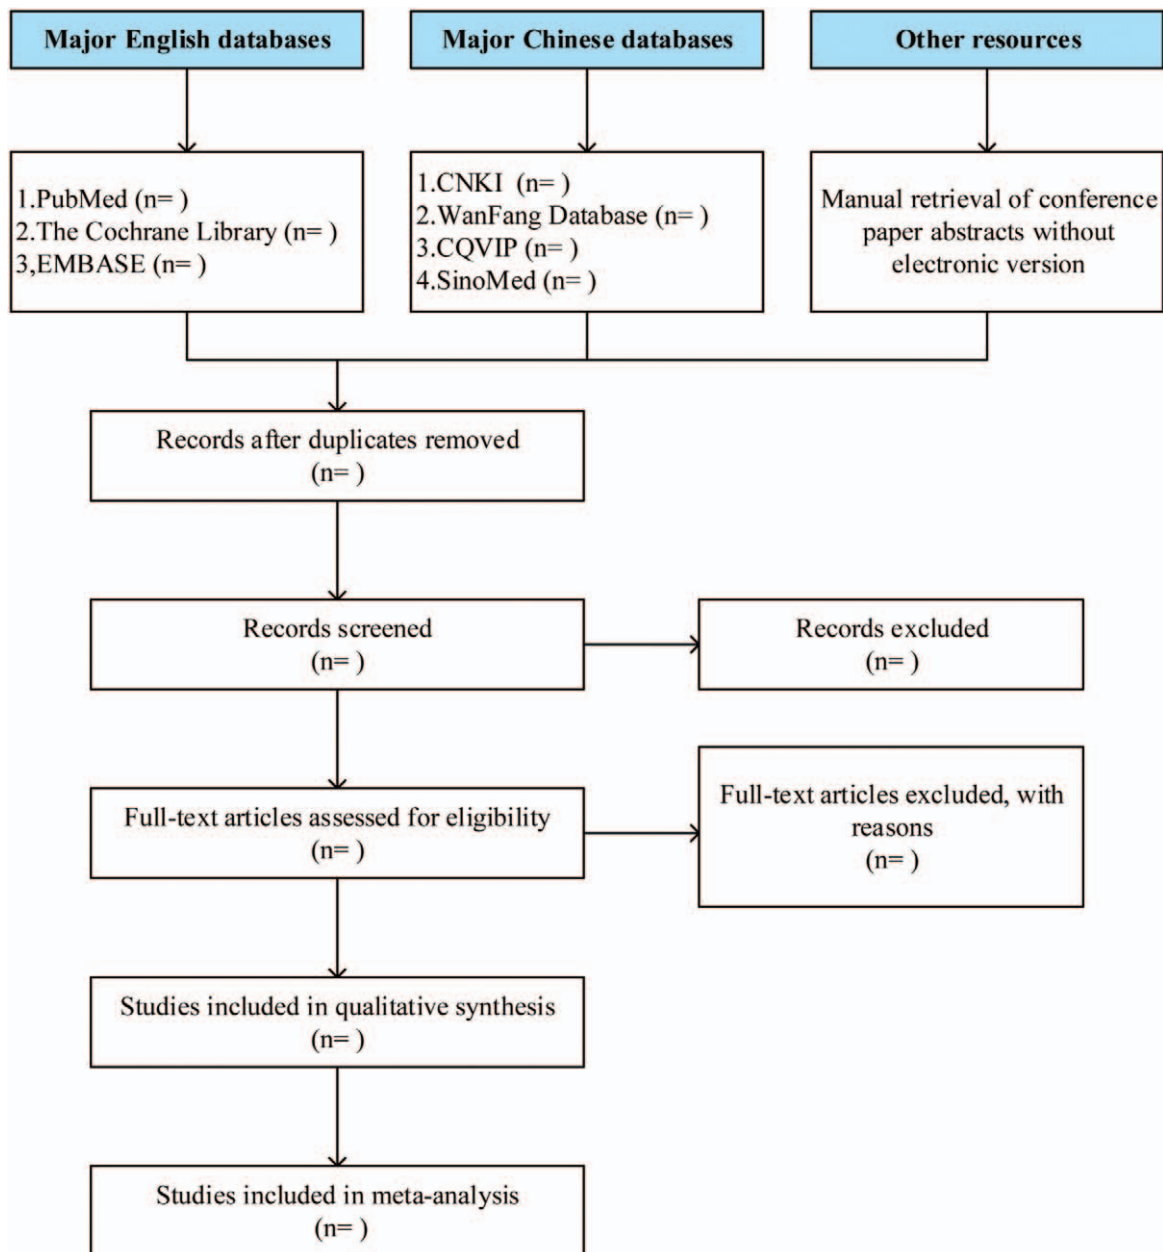 Major English databases
Major Chinese databases
Other resources
1.PubMed (n= )
2.The Cochrane Library (n= )
3,EMBASE (n= )
1.CNKI (n= )
2.WanFang Database (n= )
3.CQVIP (n= )
4.SinoMed (n= )
Manual retrieval of conference
paper abstracts without
electronic version
Records after duplicates removed
(n= )
Records screened
(n= )
Records excluded
(n= )
Full-text articles assessed for eligibility
(n= )
Full-text articles excluded, with
reasons
(n= )
Studies included in qualitative synthesis
(n= )
Studies included in meta-analysis
(n= )